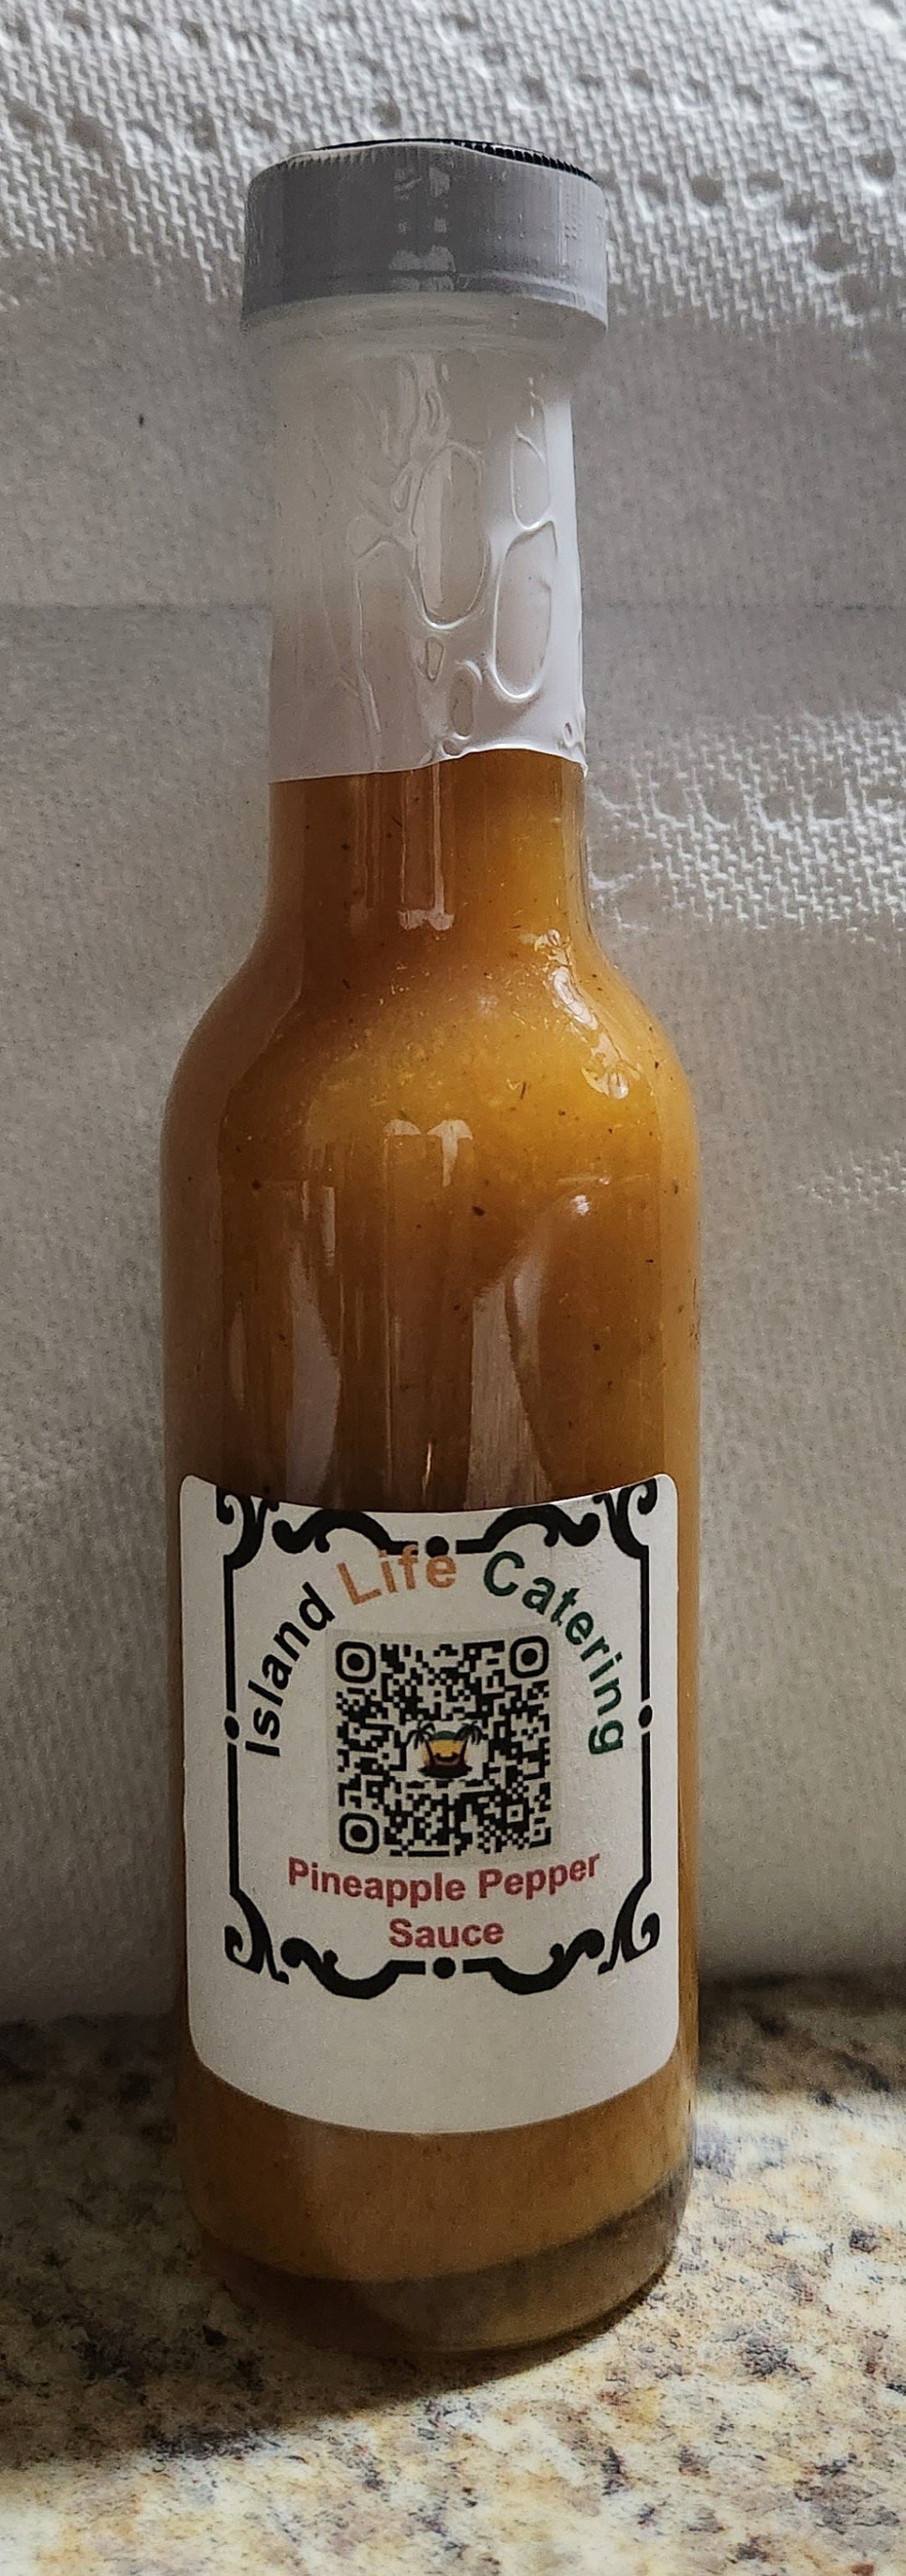 Island Life Catering
Pineapple Pepper
Sauce